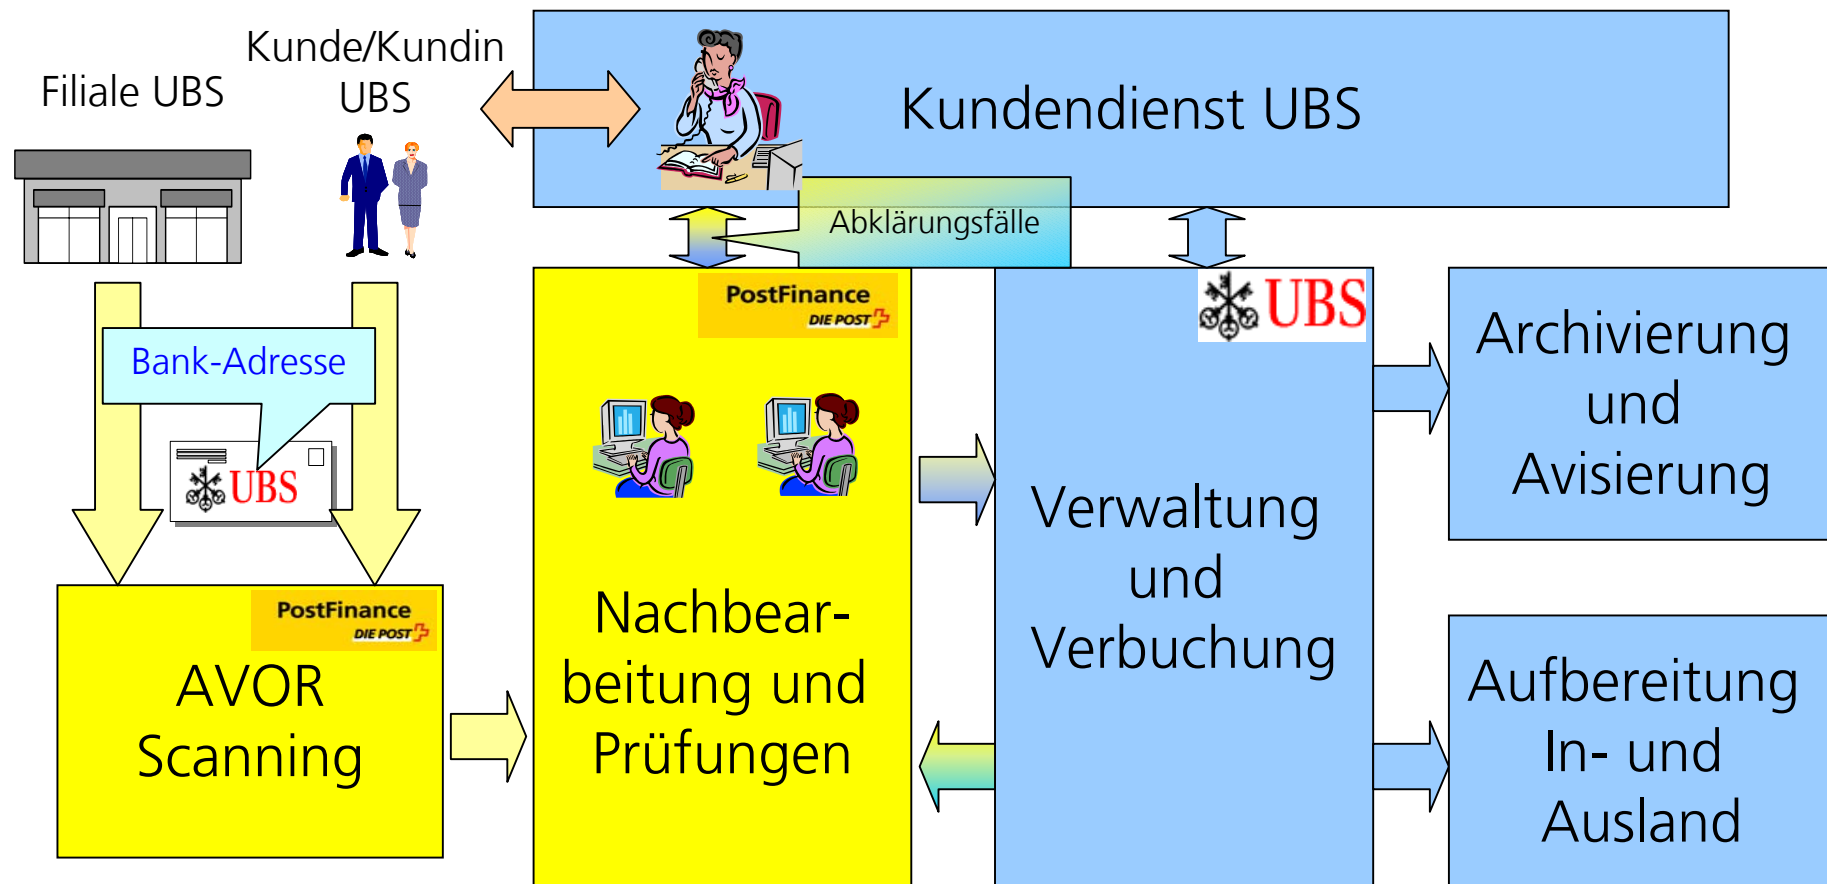 Filiale UBS
Kunde/Kundin
UBS
Kundendienst UBS
Abklärungsfälle
Bank-Adresse
UBS
PostFinance
DIE POST
AVOR
Scanning
PostFinance
DIE POST
Nachbear-
beitung und
Prüfungen
UBS
Verwaltung
und
Verbuchung
Archivierung
und
Avisierung
Aufbereitung
In- und
Ausland